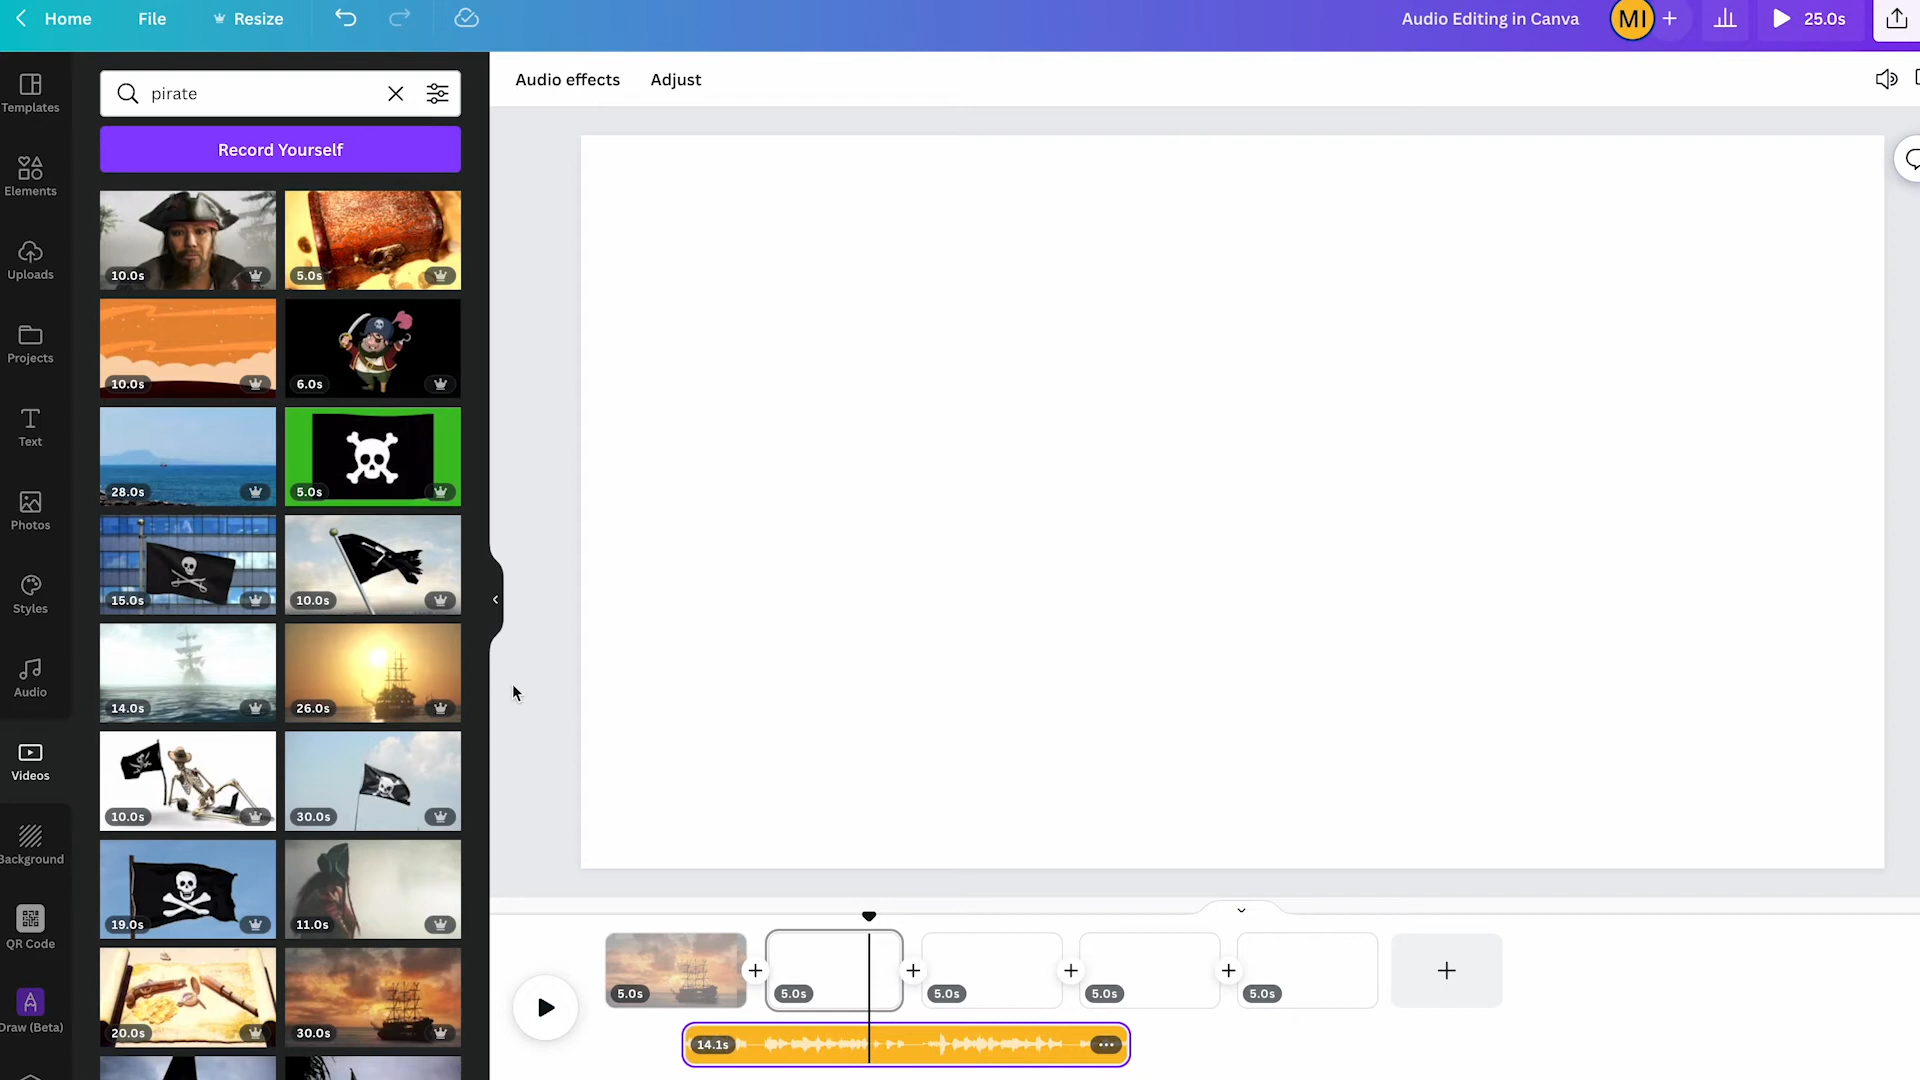 Home File Resize Audio Editing in Canva MI 25.0s
Templates
Elements
Uploads
Projects
Text
Photos
Styles
Audio
Videos
Background
QR Code
Draw (Beta)
pirate
Record Yourself
10.0s 5.0s
10.0s 6.0s
28.0s 5.0s
15.0s 10.0s
14.0s 26.0s
10.0s 30.0s
19.0s 11.0s
20.0s 30.0s
Audio effects Adjust
5.0s 5.0s 5.0s 5.0s 5.0s
14.1s